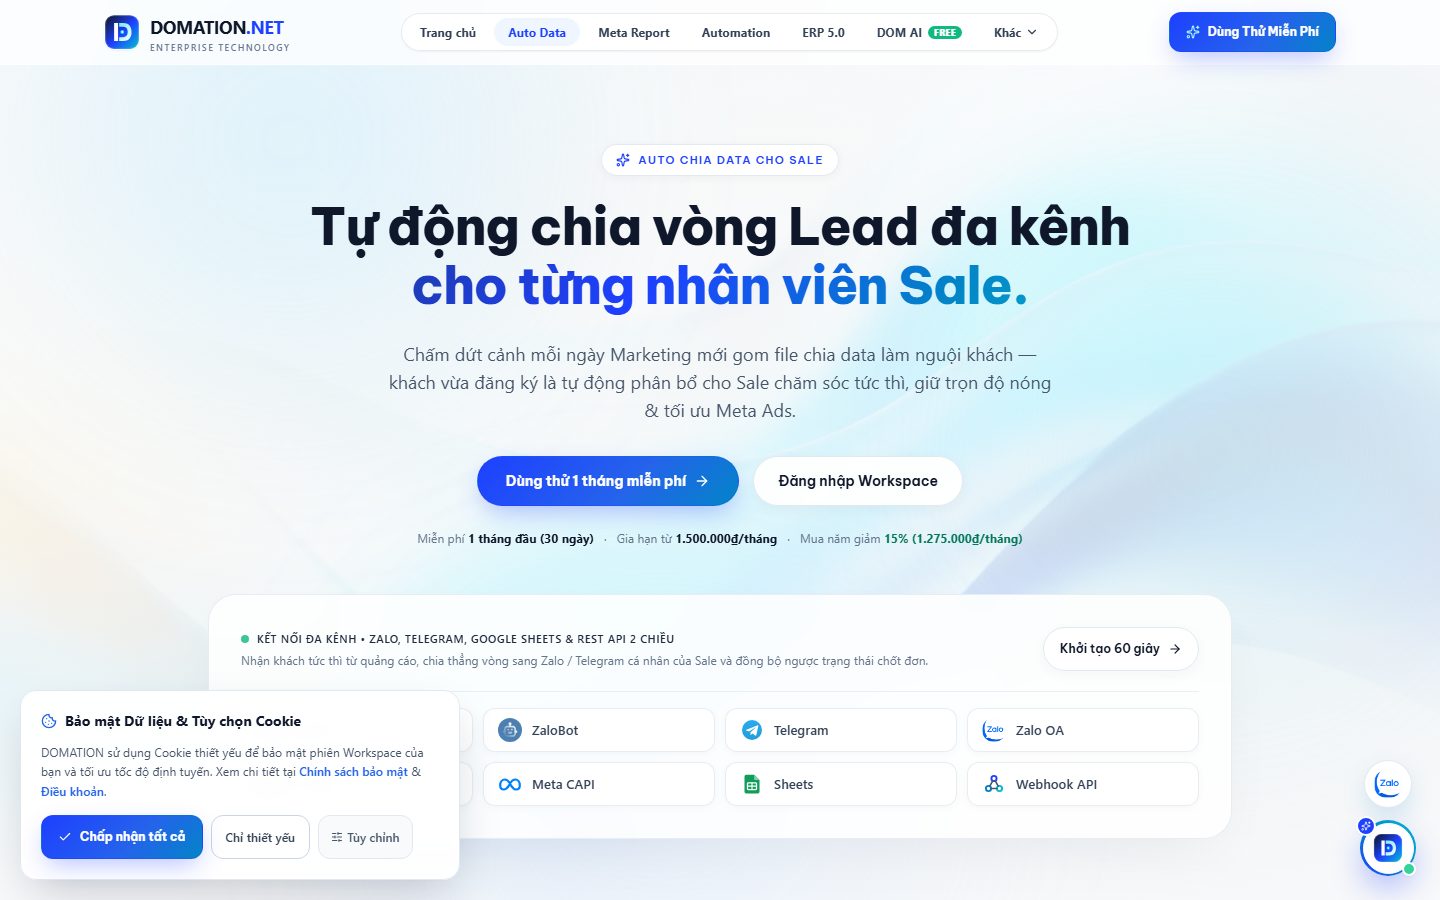 DOMATION.NET
ENTERPRISE TECHNOLOGY
Trang chủ
Auto Data
Meta Report
Automation
ERP 5.0
DOM AI FREE
Khác
Dùng Thử Miễn Phí
AUTO CHIA DATA CHO SALE
Tự động chia vòng Lead đa kênh
cho từng nhân viên Sale.
Chấm dứt cảnh mỗi ngày Marketing mới gom file chia data làm nguội khách —
khách vừa đăng ký là tự động phân bổ cho Sale chăm sóc tức thì, giữ trọn độ nóng
& tối ưu Meta Ads.
Dùng thử 1 tháng miễn phí
Đăng nhập Workspace
Miễn phí 1 tháng đầu (30 ngày) · Gia hạn từ 1.500.000₫/tháng · Mua năm giảm 15% (1.275.000₫/tháng)
KẾT NỐI ĐA KÊNH • ZALO, TELEGRAM, GOOGLE SHEETS & REST API 2 CHIỀU
Nhận khách tức thì từ quảng cáo, chia thẳng vòng sang Zalo / Telegram cá nhân của Sale và đồng bộ ngược trạng thái chốt đơn.
Khởi tạo 60 giây
ZaloBot
Telegram
Zalo
Zalo OA
Meta CAPI
Sheets
Webhook API
Bảo mật Dữ liệu & Tùy chọn Cookie
DOMATION sử dụng Cookie thiết yếu để bảo mật phiên Workspace của
bạn và tối ưu tốc độ định tuyến. Xem chi tiết tại Chính sách bảo mật &
Điều khoản.
Chấp nhận tất cả
Chỉ thiết yếu
Tùy chỉnh
Zalo